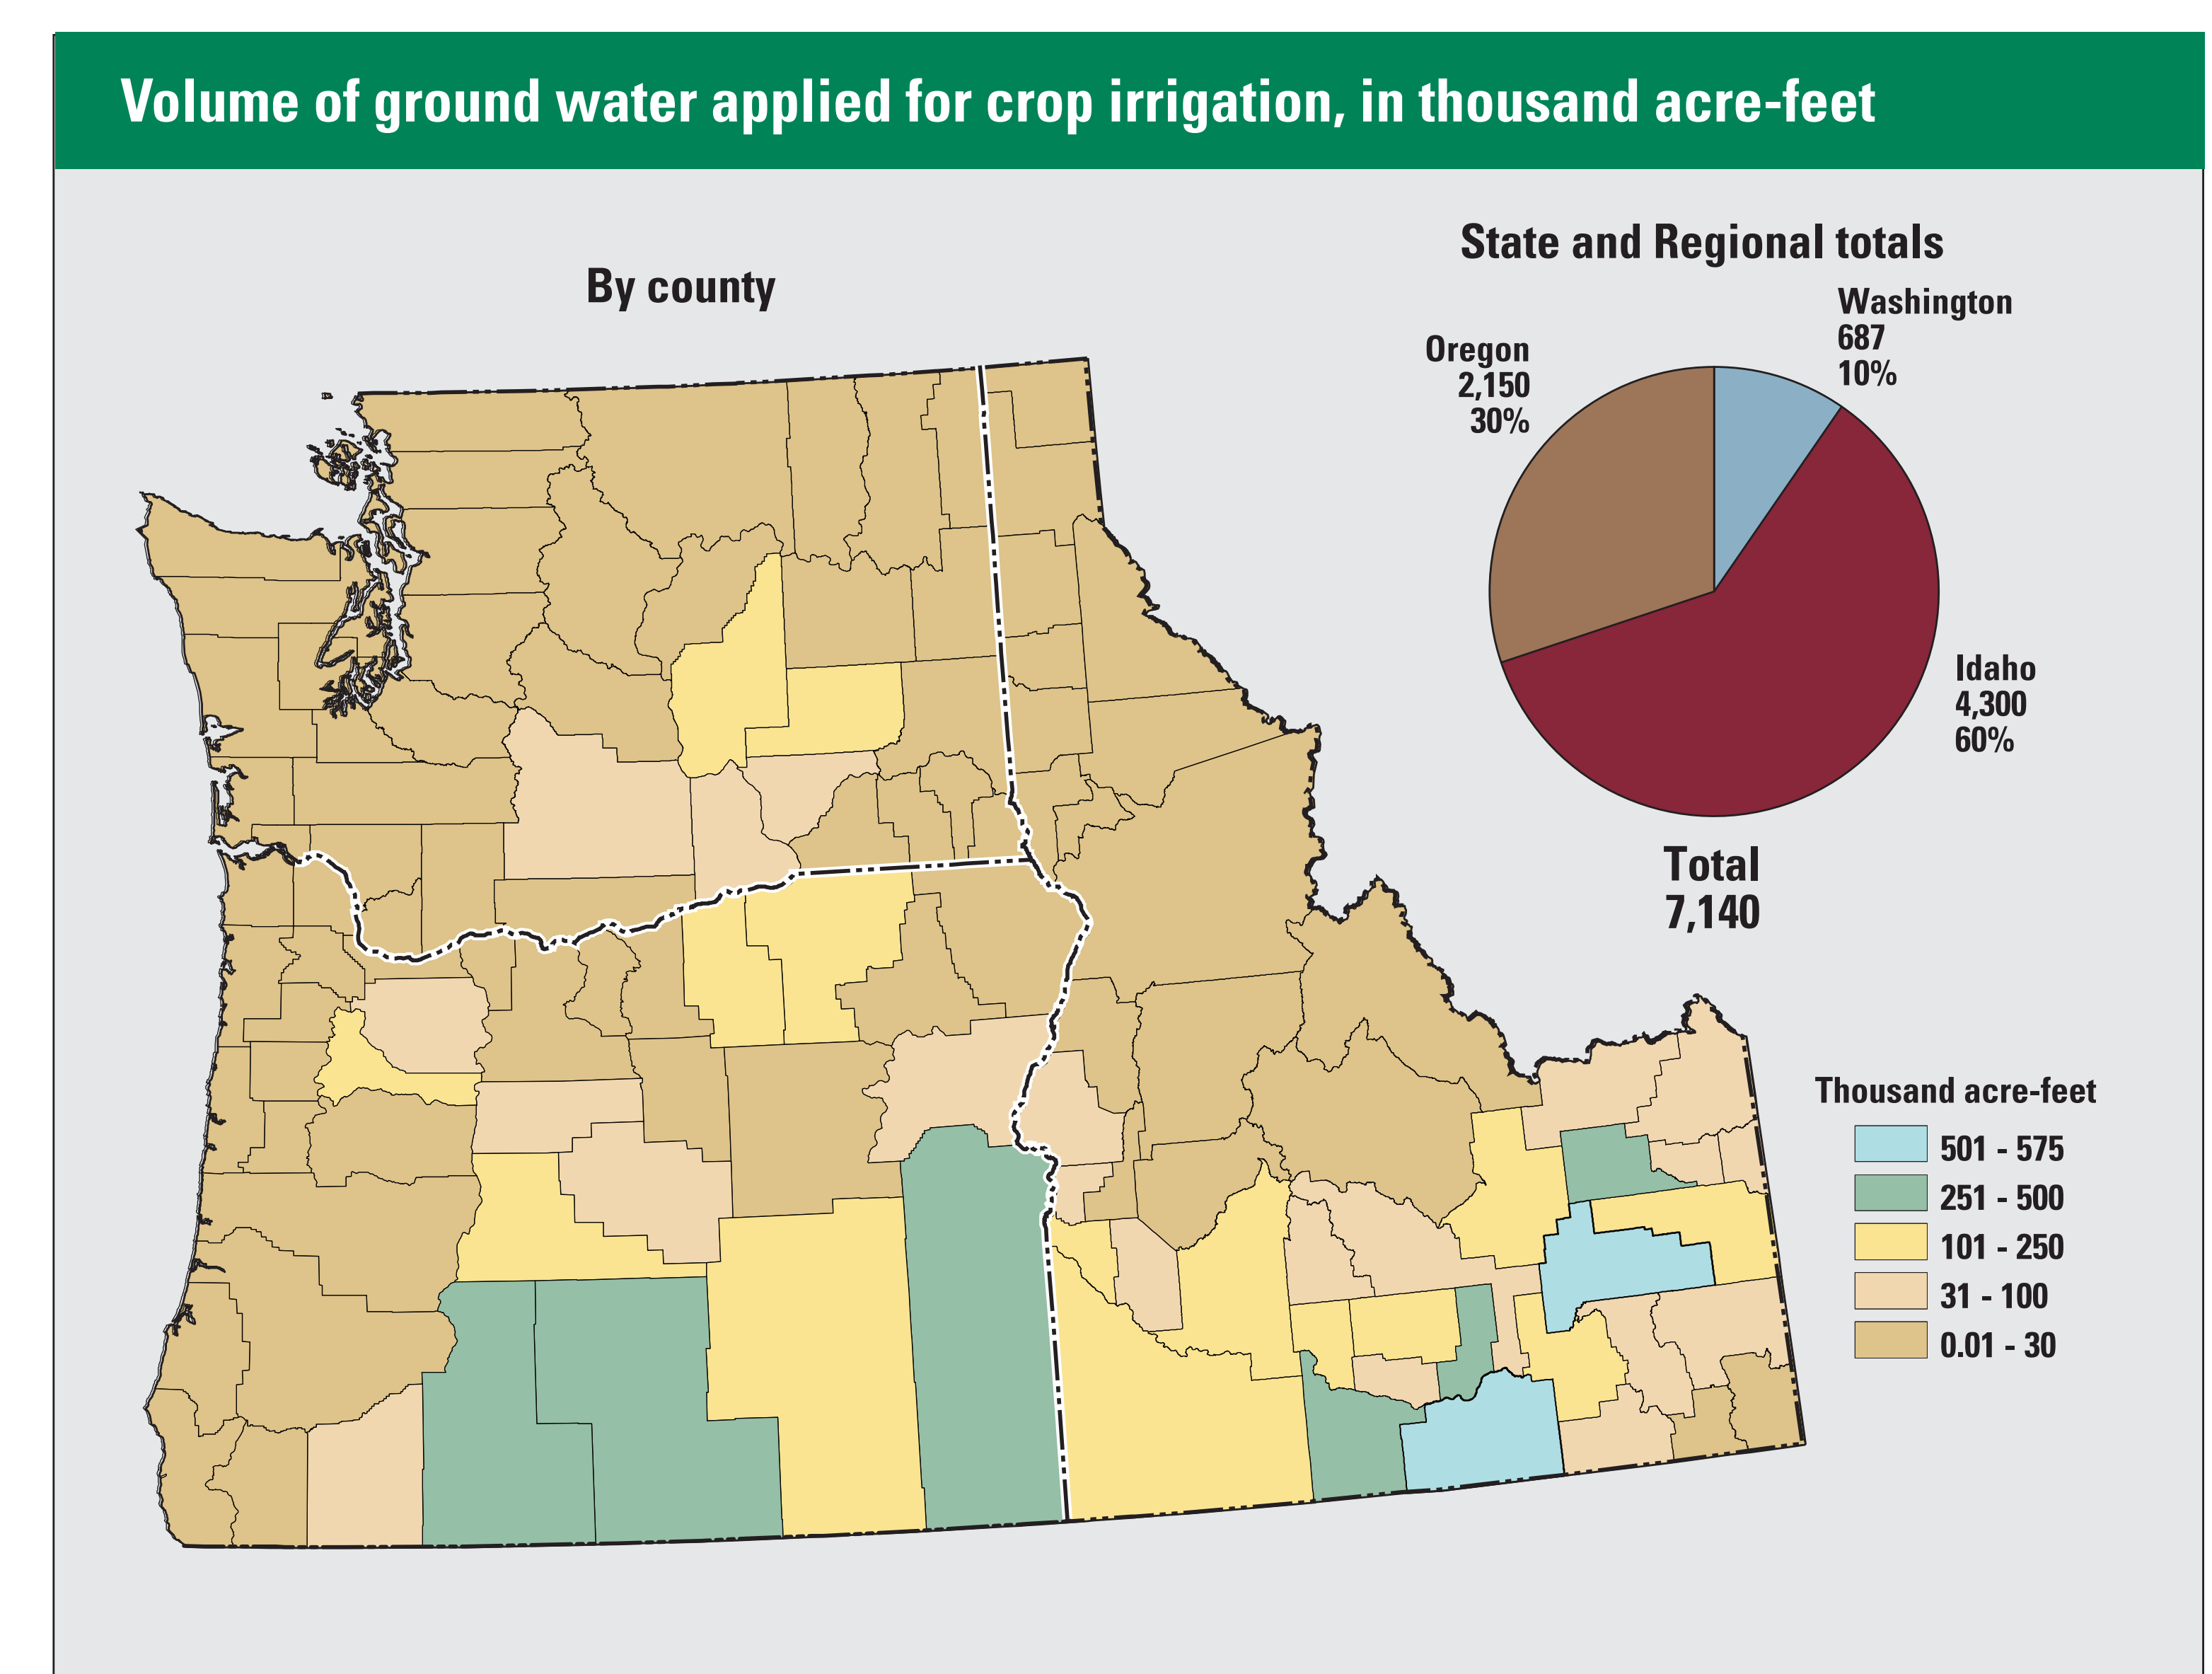 Volume of ground water applied for crop irrigation, in thousand acre-feet
By county
State and Regional totals
Washington
687
10%
Oregon
2,150
30%
Idaho
4,300
60%
Total
7,140
Thousand acre-feet
501 - 575
251 - 500
101 - 250
31 - 100
0.01 - 30